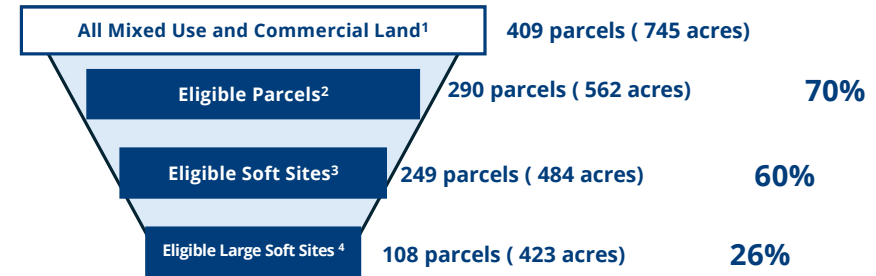 All Mixed Use and Commercial Land¹ 409 parcels ( 745 acres)
Eligible Parcels² 290 parcels ( 562 acres) 70%
Eligible Soft Sites³ 249 parcels ( 484 acres) 60%
Eligible Large Soft Sites ⁴ 108 parcels ( 423 acres) 26%